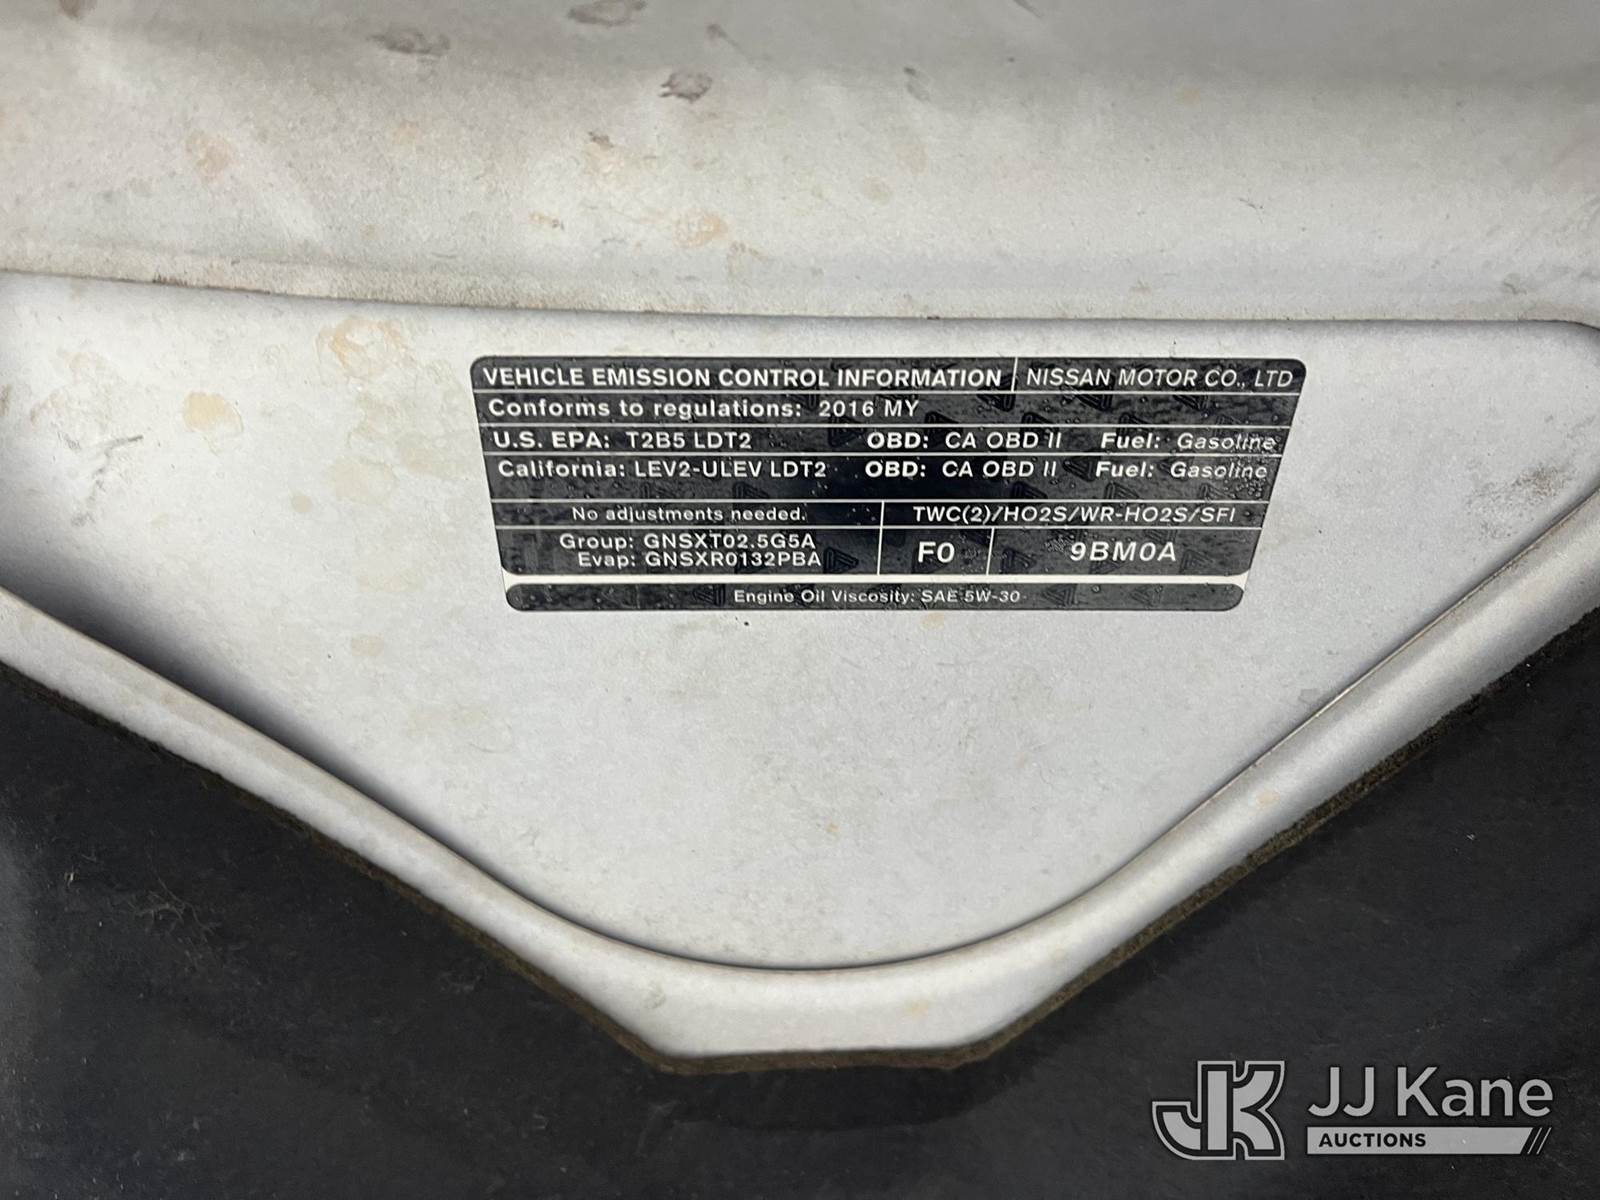 VEHICLE EMISSION CONTROL INFORMATION NISSAN MOTOR CO., LTD
Conforms to regulations: 2016 MY
U.S. EPA: T2B5 LDT2 OBD: CA OBD II Fuel: Gasoline
California: LEV2-ULEV LDT2 OBD: CA OBD II Fuel: Gasoline
No adjustments needed. TWC(2)/HO2S/WR-HO2S/SFI
Group: GNSXT02.5G5A
Evap: GNSXR0132PBA
F0 9BM0A
Engine Oil Viscosity: SAE 5W-30
JK JJ Kane
AUCTIONS